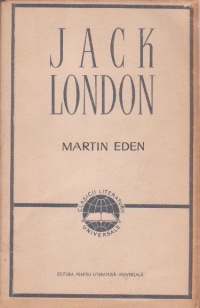 JACK
LONDON
MARTIN EDEN
CLASICII LITERATURII
UNIVERSALE
EDITURA PENTRU LITERATURĂ UNIVERSALĂ